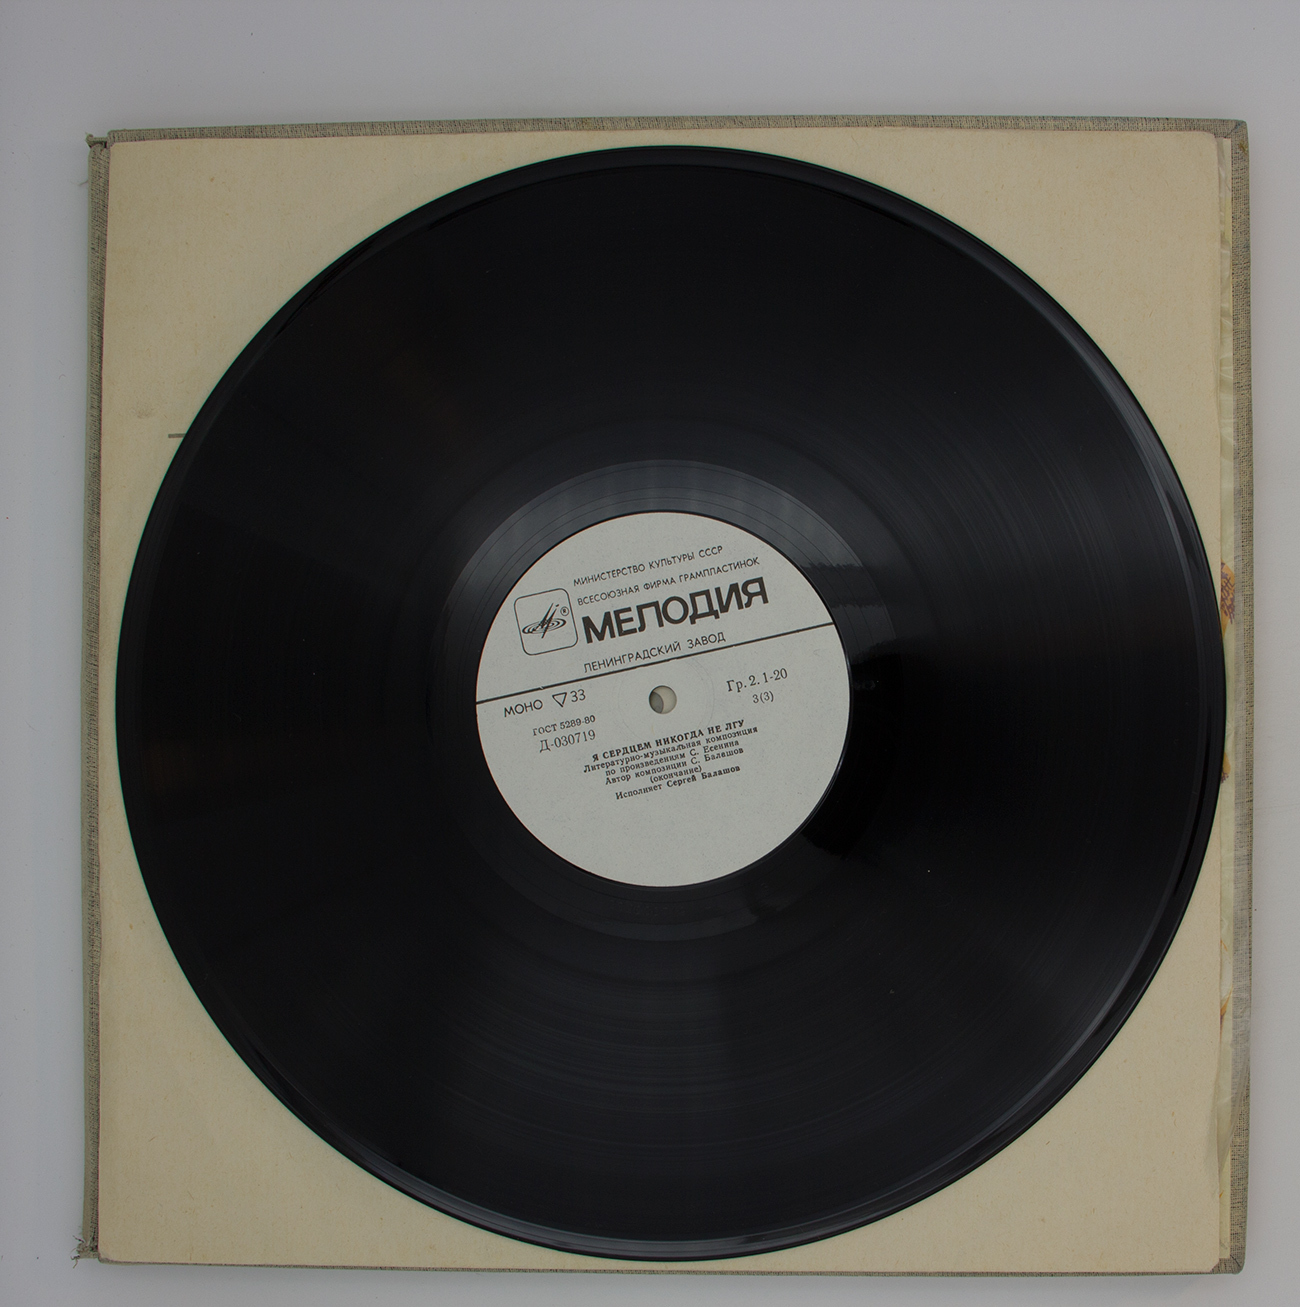 МИНИСТЕРСТВО КУЛЬТУРЫ СССР
ВСЕСОЮЗНАЯ ФИРМА ГРАМПЛАСТИНОК
МЕЛОДИЯ
®
ЛЕНИНГРАДСКИЙ ЗАВОД
МОНО ▽ 33
Гр. 2. 1-20
ГОСТ 5289-80
3(3)
Д-030719
Я СЕРДЦЕМ НИКОГДА НЕ ЛГУ
Литературно-музыкальная композиция
по произведениям С. Есенина
Автор композиции С. Балашов
(окончание)
Исполняет Сергей Балашов